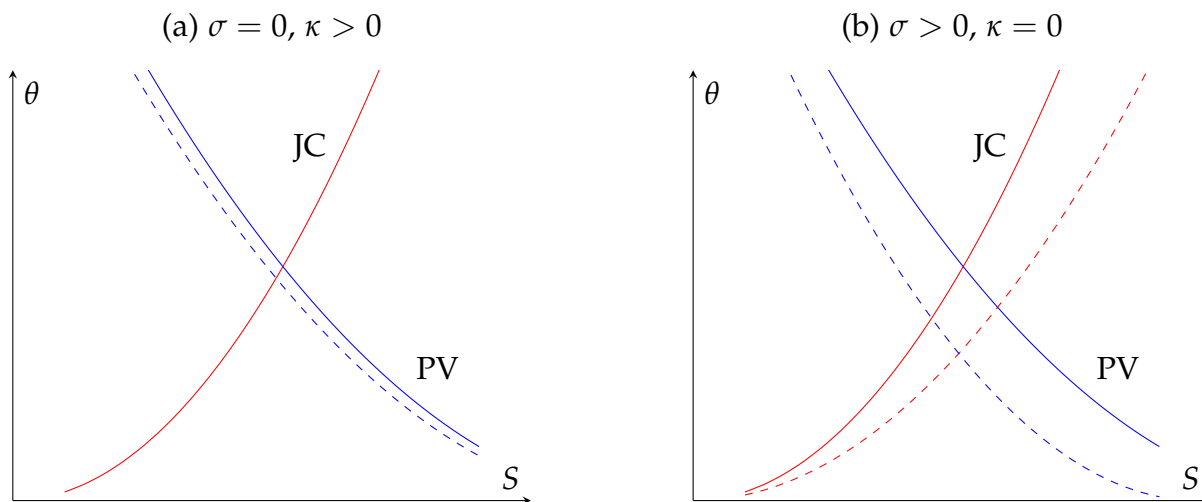 (a) σ = 0, κ > 0
θ
JC
PV
S
(b) σ > 0, κ = 0
θ
JC
PV
S